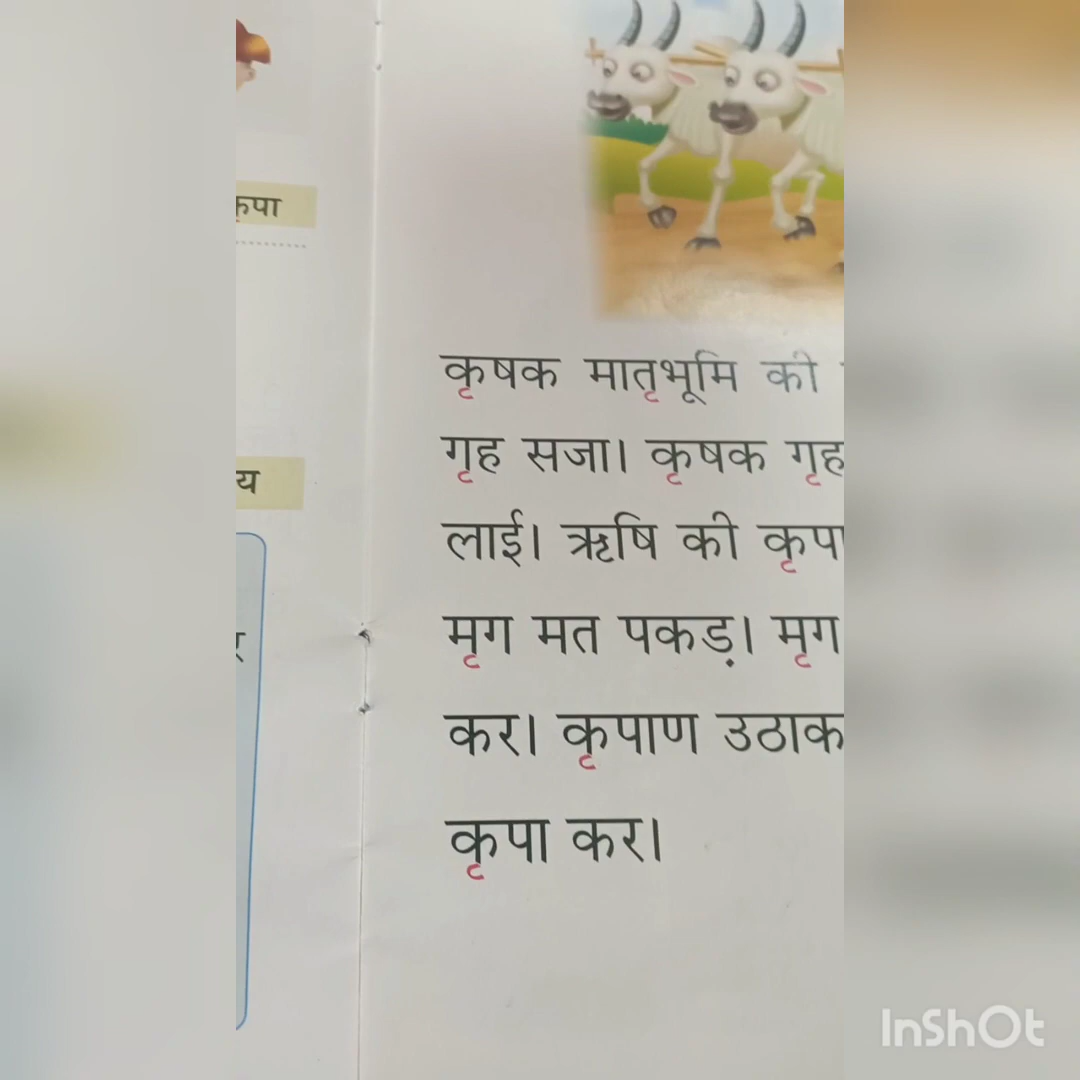 कृपा
य
कृषक मातृभूमि की
गृह सजा। कृषक गृह
लाई। ऋषि की कृपा
मृग मत पकड़। मृग
कर। कृपाण उठाक
कृपा कर।
InShOt